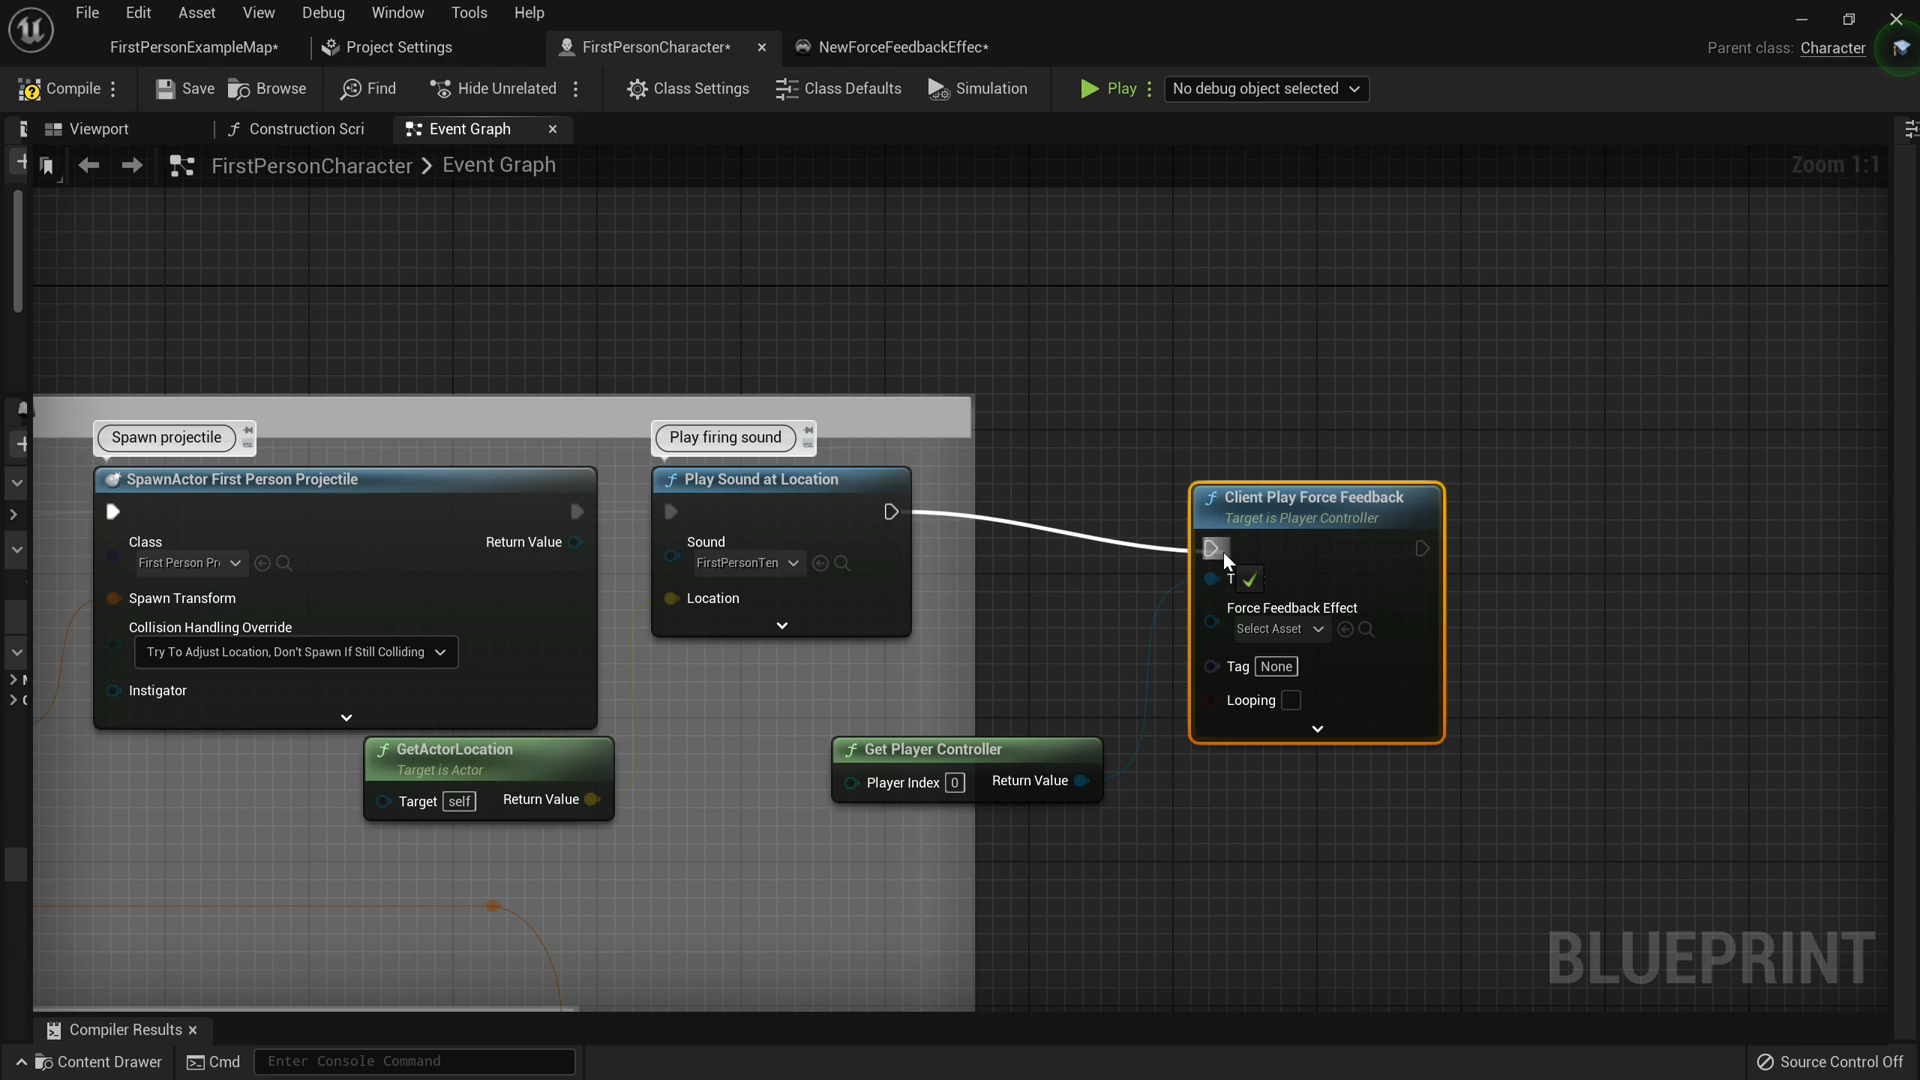 File Edit Asset View Debug Window Tools Help
FirstPersonExampleMap* Project Settings FirstPersonCharacter* NewForceFeedbackEffec* Parent class: Character
Compile Save Browse Find Hide Unrelated Class Settings Class Defaults Simulation Play No debug object selected
Viewport Construction Scri Event Graph
FirstPersonCharacter > Event Graph Zoom 1:1
Spawn projectile
SpawnActor First Person Projectile
Class Return Value
First Person Pr
Spawn Transform
Collision Handling Override
Try To Adjust Location, Don't Spawn If Still Colliding
Instigator
Play firing sound
Play Sound at Location
Sound
FirstPersonTen
Location
Client Play Force Feedback
Target is Player Controller
T
Force Feedback Effect
Select Asset
Tag None
Looping
GetActorLocation
Target is Actor
Target self Return Value
Get Player Controller
Player Index 0 Return Value
BLUEPRINT
Compiler Results
Content Drawer Cmd Enter Console Command Source Control Off